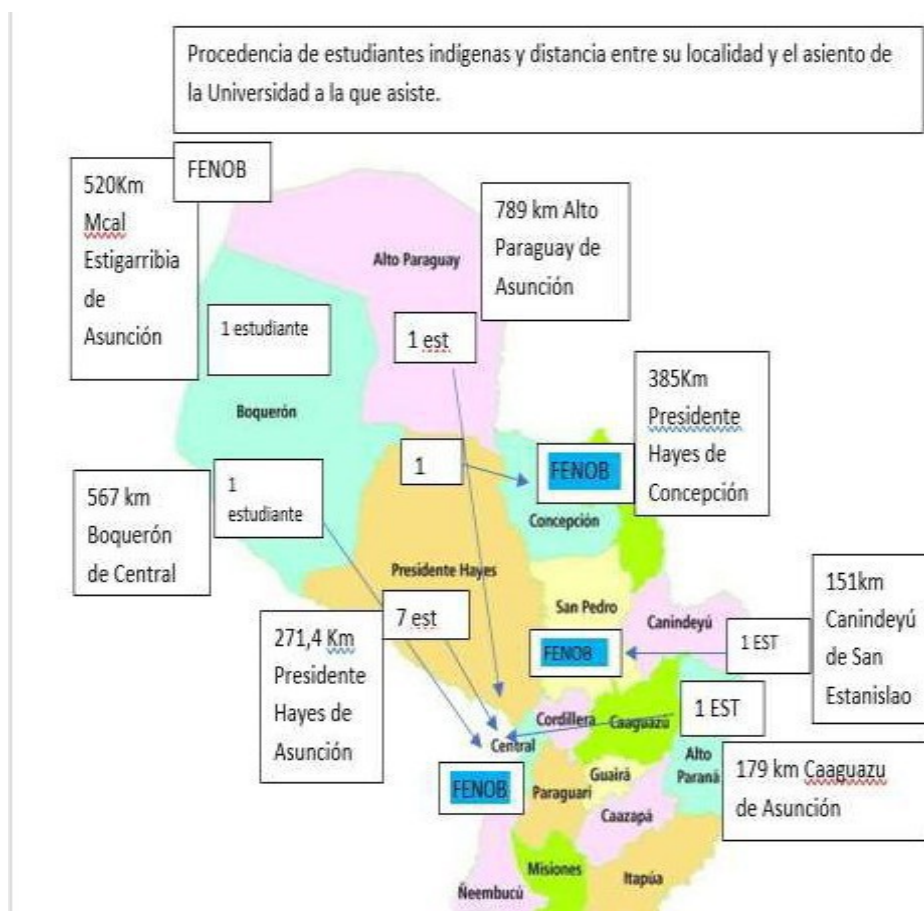 Procedencia de estudiantes indígenas y distancia entre su localidad y el asiento de
la Universidad a la que asiste.
FENOB
520Km
Mcal
Estigarribia
de
Asunción
789 km Alto
Paraguay de
Asunción
Alto Paraguay
1 estudiante
1 est
Boquerón
385Km
Presidente
Hayes de
Concepción
1
FENOB
Concepción
567 km
Boquerón
de Central
1
estudiante
Presidente Hayes
San Pedro
Canindeyú
151km
Canindeyú
de San
Estanislao
7 est
271,4 Km
Presidente
Hayes de
Asunción
FENOB
1 EST
1 EST
Cordillera
Caaguazú
Central
Alto
Paraná
179 km Caaguazu
de Asunción
FENOB
Guairá
Paraguarí
Caazapá
Misiones
Itapúa
Ñeembucú